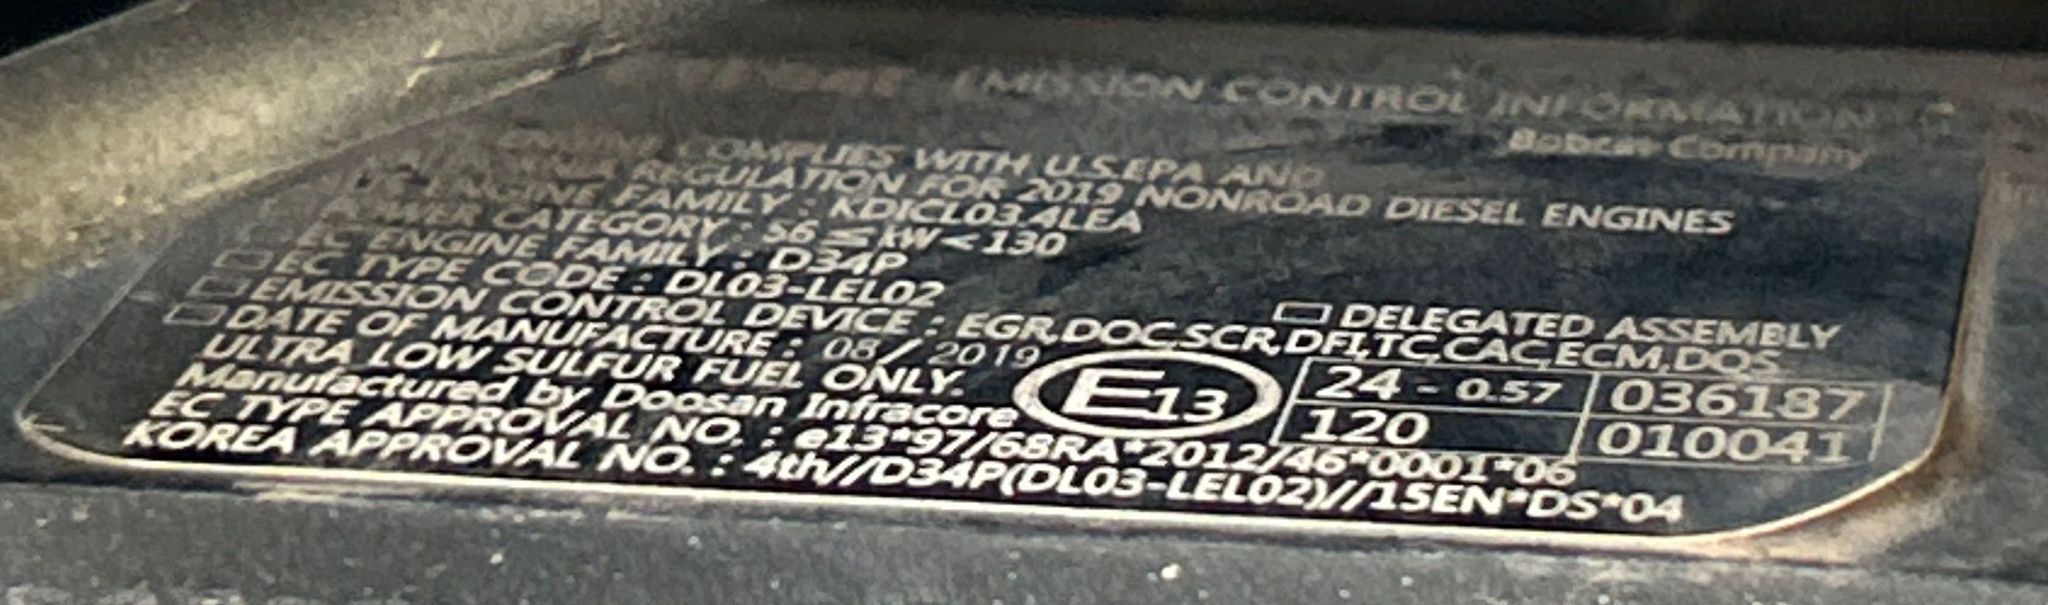 EMISSION CONTROL INFORMATION
Bobcat Company
ENGINE COMPLIES WITH U.S.EPA AND
REGULATION FOR 2019 NONROAD DIESEL ENGINES
ENGINE FAMILY : KDICL03.4LEA
POWER CATEGORY : 56 ≤ kW < 130
EC ENGINE FAMILY : D34P
EC TYPE CODE : DL03-LEL02
DELEGATED ASSEMBLY
EMISSION CONTROL DEVICE : EGR,DOC,SCR,DFI,TC,CAC,ECM,DQS
DATE OF MANUFACTURE : 08/2019
ULTRA LOW SULFUR FUEL ONLY.
Manufactured by Doosan Infracore
E13
24 - 0.57 036187
120 010041
EC TYPE APPROVAL NO. : e13*97/68RA*2012/46*0001*06
KOREA APPROVAL NO. : 4th//D34P(DL03-LEL02)//15EN*DS*04